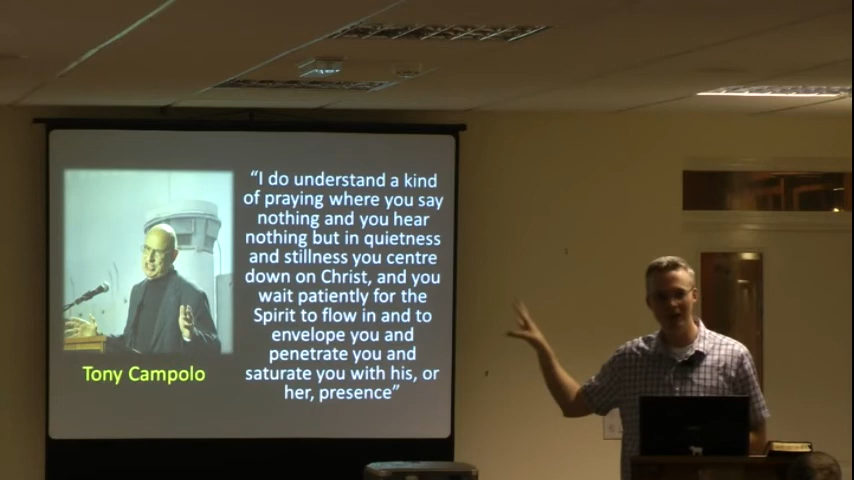 “I do understand a kind
of praying where you say
nothing and you hear
nothing but in quietness
and stillness you centre
down on Christ, and you
wait patiently for the
Spirit to flow in and to
envelope you and
penetrate you and
saturate you with his, or
her, presence”
Tony Campolo